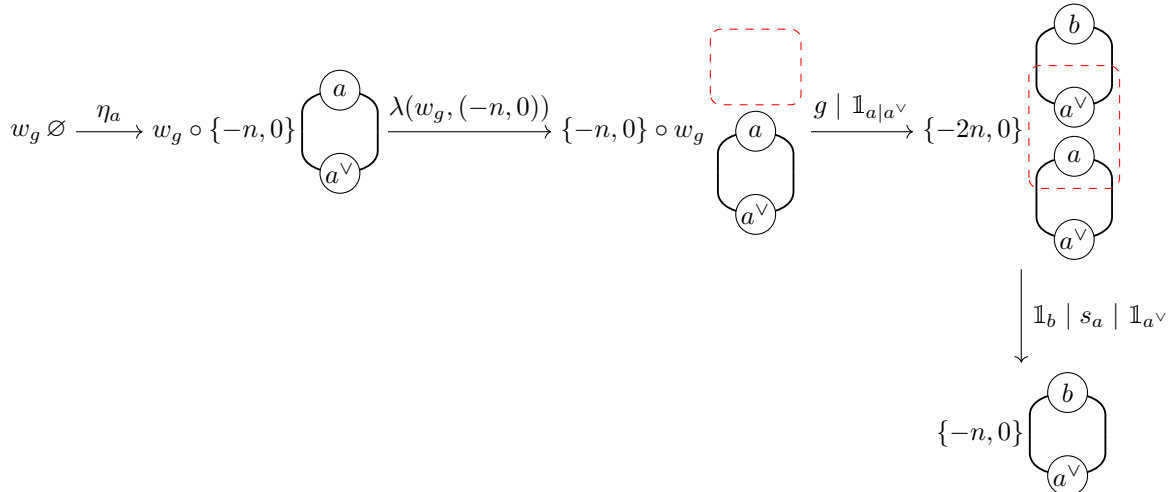 b
η_a
a
λ(w_g, (−n, 0))
g | 𝟙_{a|a^∨}
a^∨
w_g ∅
w_g ∘ {−n, 0}
{−n, 0} ∘ w_g
a
{−2n, 0}
a
a^∨
a^∨
a^∨
𝟙_b | s_a | 𝟙_{a^∨}
b
{−n, 0}
a^∨